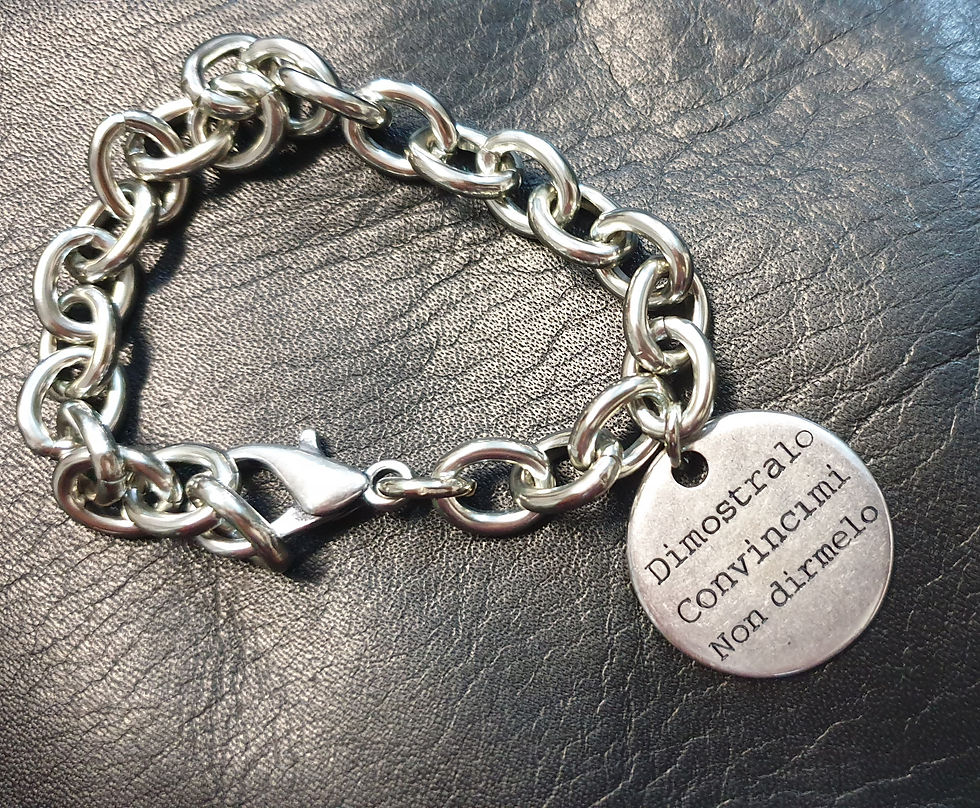 Dimostralo
Convincimi
Non dirmelo